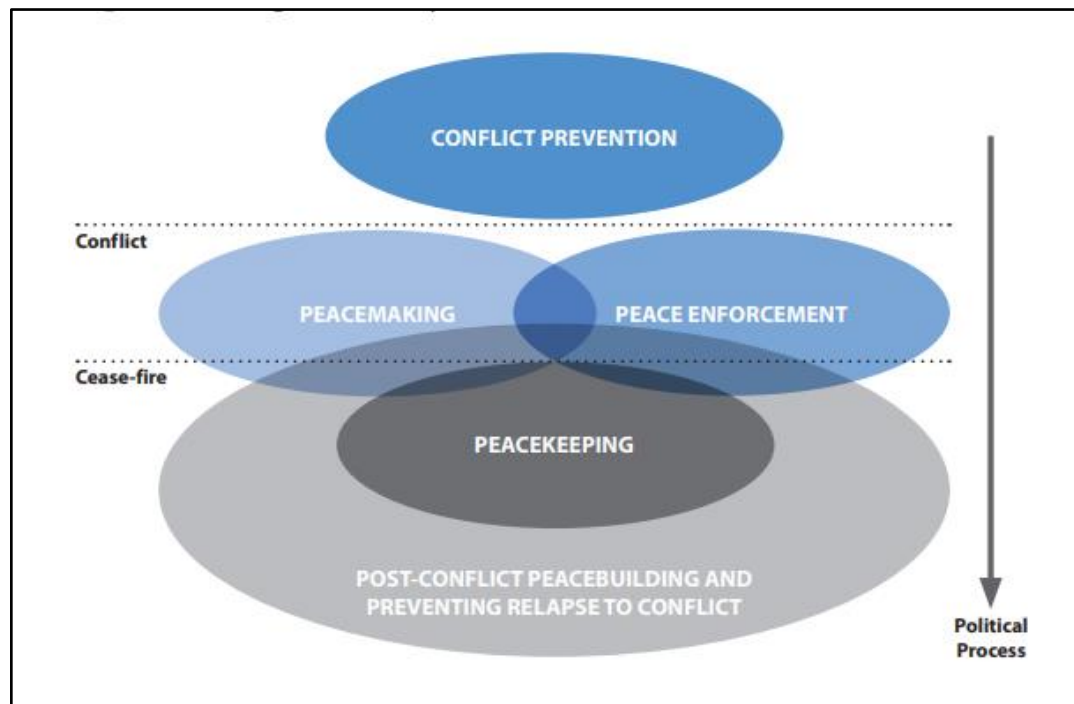 CONFLICT PREVENTION
Conflict
PEACEMAKING
PEACE ENFORCEMENT
Cease-fire
PEACEKEEPING
POST-CONFLICT PEACEBUILDING AND
PREVENTING RELAPSE TO CONFLICT
Political
Process